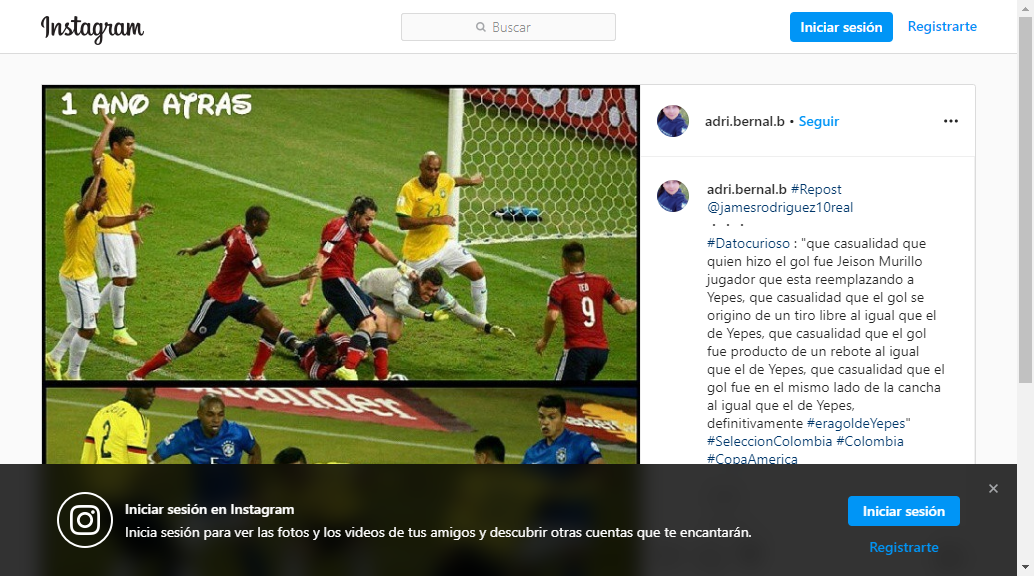 Instagram
Buscar
Iniciar sesión
Registrarte
1 ANO ATRAS
23
TEO
9
antander
2
5
adri.bernal.b • Seguir
adri.bernal.b #Repost
@jamesrodriguez10real
・・・
#Datocurioso : "que casualidad que
quien hizo el gol fue Jeison Murillo
jugador que esta reemplazando a
Yepes, que casualidad que el gol se
origino de un tiro libre al igual que el
de Yepes, que casualidad que el gol
fue producto de un rebote al igual
que el de Yepes, que casualidad que el
gol fue en el mismo lado de la cancha
al igual que el de Yepes,
definitivamente #eragoldeYepes"
#SeleccionColombia #Colombia
#CopaAmerica
Iniciar sesión en Instagram
Inicia sesión para ver las fotos y los videos de tus amigos y descubrir otras cuentas que te encantarán.
Iniciar sesión
Registrarte